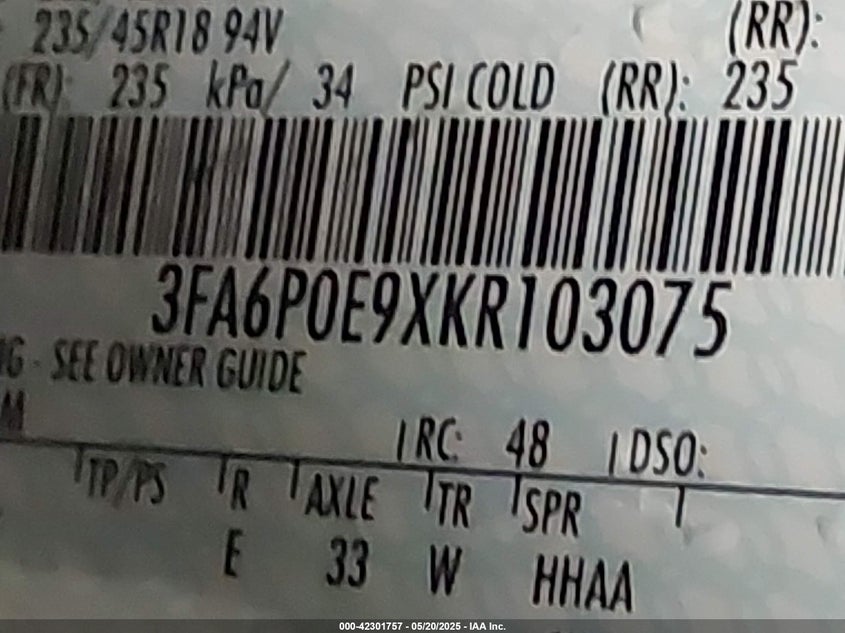 235/45R18 94V (RR):
(FR): 235 kPa/ 34 PSI COLD (RR): 235
3FA6P0E9XKR103075
G - SEE OWNER GUIDE
M
RC: 48 DSO:
TP/PS R AXLE TR SPR
E 33 W HHAA
000-42301757 - 05/20/2025 - IAA Inc.